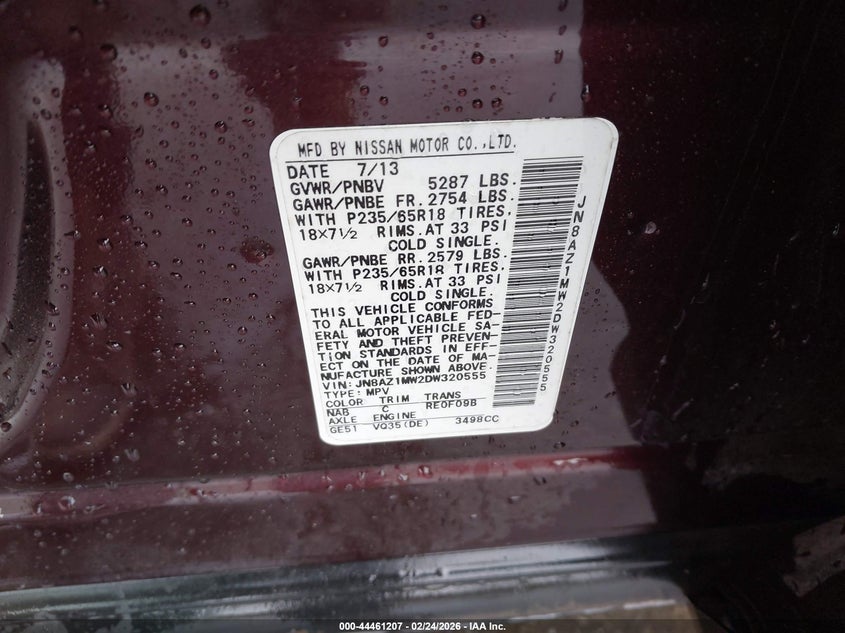 MFD BY NISSAN MOTOR CO.,LTD.
DATE 7/13
GVWR/PNBV 5287 LBS.
GAWR/PNBE FR. 2754 LBS.
WITH P235/65R18 TIRES,
18×7½ RIMS. AT 33 PSI
COLD SINGLE.
GAWR/PNBE RR. 2579 LBS.
WITH P235/65R18 TIRES,
18×7½ RIMS. AT 33 PSI
COLD SINGLE.
THIS VEHICLE CONFORMS
TO ALL APPLICABLE FED-
ERAL MOTOR VEHICLE SA-
FETY AND THEFT PREVEN-
TION STANDARDS IN EFF-
ECT ON THE DATE OF MA-
NUFACTURE SHOWN ABOVE.
VIN: JN8AZ1MW2DW320555
TYPE: MPV
COLOR TRIM TRANS
NAB C RE0F09B
AXLE ENGINE
GE51 VQ35(DE) 3498CC
JN8AZ1MW2DW320555
000-44461207 - 02/24/2026 - IAA Inc.